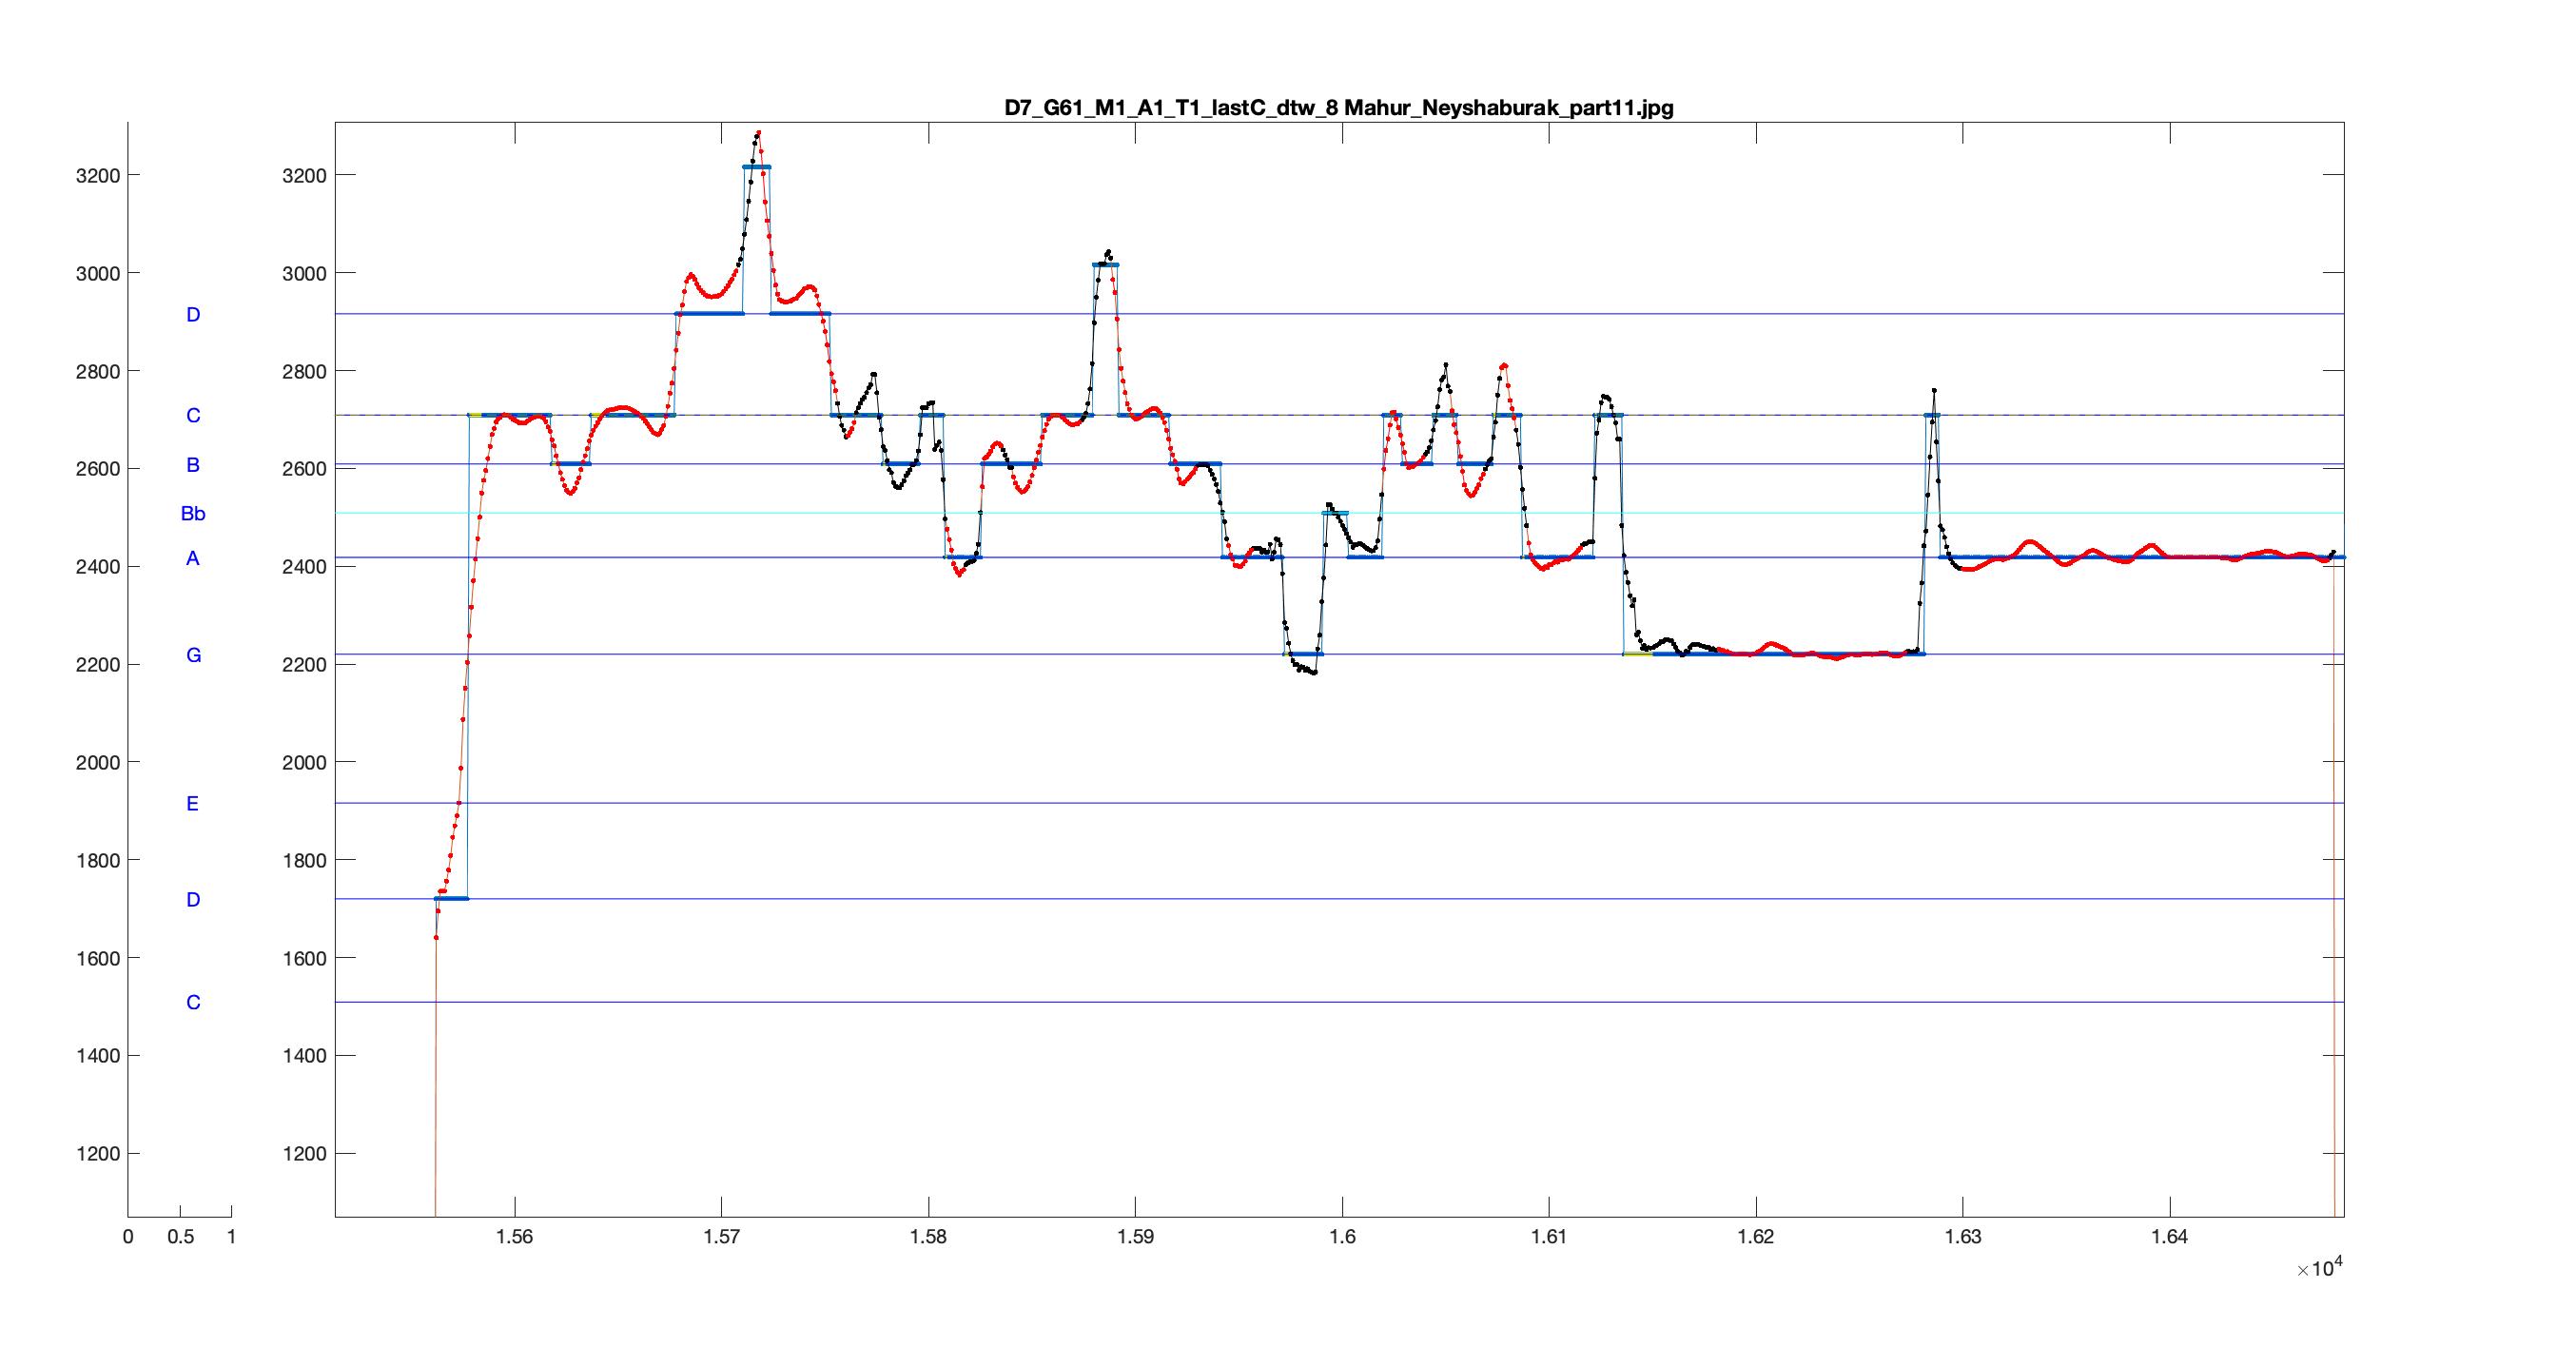 D7_G61_M1_A1_T1_lastC_dtw_8 Mahur_Neyshaburak_part11.jpg
3200 3200
3000 3000
D
2800 2800
C
2600 B 2600
Bb
2400 A 2400
2200 G 2200
2000 2000
E
1800 1800
D
1600 1600
C
1400 1400
1200 1200
0 0.5 1 1.56 1.57 1.58 1.59 1.6 1.61 1.62 1.63 1.64
×10^4